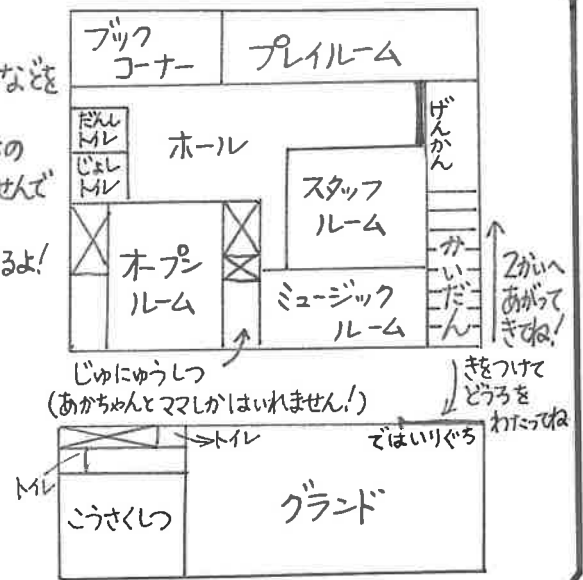 ブック
コーナー
プレイルーム
などを
だんし
トイレ
じょし
トイレ
ホール
げんかん
の
せんで
スタッフ
ルーム
るよ!
オープン
ルーム
ミュージック
ルーム
かいだん
2かいへ
あがって
きてね!
じゅにゅうしつ
(あかちゃんとママしかはいれません!)
きをつけて
どうろを
わたってね
トイレ
ではいりぐち
トイレ
こうさくしつ
グランド